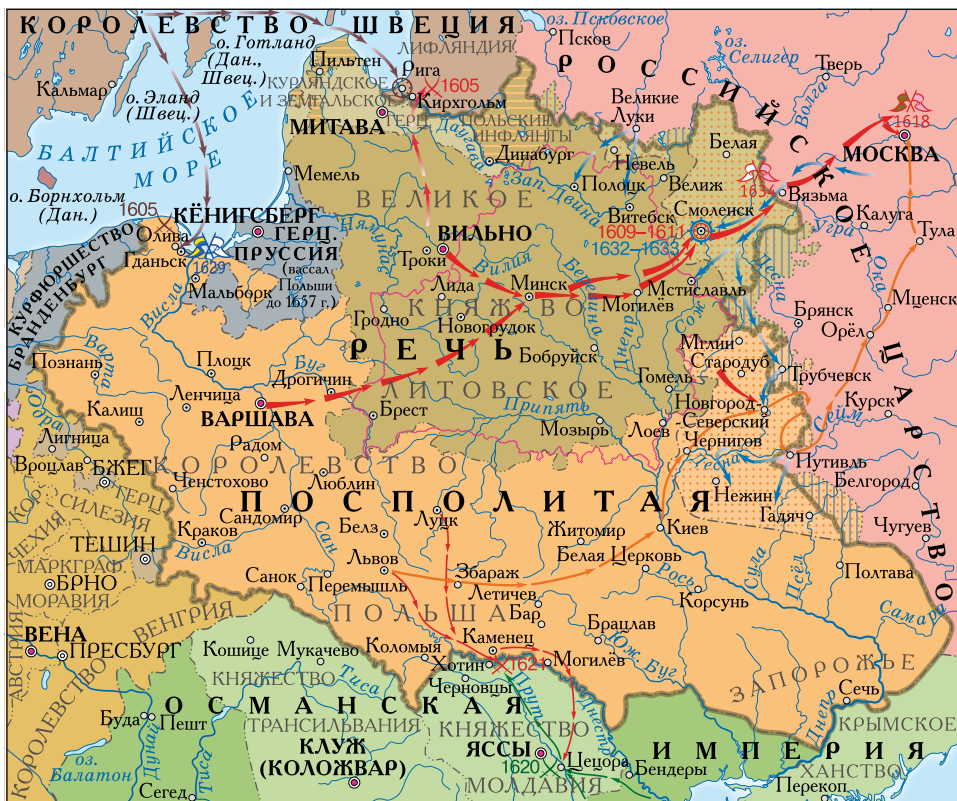 КОРОЛЕВСТВО ШВЕЦИЯ
о. Готланд
(Дан.,
Швец.)
Кальмар
о. Эланд
(Швец.)
БАЛТИЙСКОЕ
МОРЕ
о. Борнхольм
(Дан.)
Пильтен
ЛИФЛЯНДИЯ
Рига
1605
Кирхгольм
КУРЛЯНДСКОЕ
И ЗЕМГАЛЬСКОЕ
ГЕРЦ.
МИТАВА
Даугава
ПОЛЬСКИЕ
ИНФЛЯНТЫ
Динабург
оз. Псковское
Псков
РОССИЙСКОЕ
ЦАРСТВО
оз.
Селигер
Тверь
Волга
Великие
Луки
Невель
Белая
1618
МОСКВА
Мемель
ВЕЛИКОЕ
Зап. Двина
Полоцк
Велиж
1634
Вязьма
Витебск
Смоленск
1609–1611
1632–1633
Калуга
Угра
Тула
Ока
1605
Олива
Гданьск
1629
КЁНИГСБЕРГ
ГЕРЦ.
ПРУССИЯ
(вассал
Польши
до 1657 г.)
Мальборк
КУРФЮРШЕСТВО
БРАНДЕНБУРГ
Нямунас
ВИЛЬНО
Троки
Вилия
Лида
Минск
Березина
Могилёв
Мстиславль
Десна
Сож
КНЯЖ-ВО
Гродно
Новогрудок
Днепр
Бобруйск
Брянск
Мценск
Орёл
Висла
РЕЧЬ
Мглин
Стародуб
Трубчевск
Познань
Варта
Плоцк
Буг
Дрогичин
ЛИТОВСКОЕ
Гомель
Новгород-
-Северский
Курск
Сейм
Ленчица
ВАРШАВА
Брест
Припять
Калиш
Одра
Мозырь
Лоев
Чернигов
Десна
Путивль
Лигница
Радом
Вроцлав
БЖЕГ
КОРОЛЕВСТВО
Белгород
Ченстохово
Люблин
ПОСПОЛИТАЯ
Нежин
Гадяч
КОР.
ЧЕХИЯ
СИЛЕЗИЯ
ГЕРЦ.
Сандомир
Краков
Висла
Сан
Белз
Луцк
Житомир
Киев
Чугуев
ТЕШИН
МАРКГРАФ.
БРНО
МОРАВИЯ
Львов
Белая Церковь
Сула
Псёл
Полтава
Санок
Перемышль
Збараж
Летичев
Рось
Корсунь
Самара
ПОЛЬША
Бар
Брацлав
ВЕНГРИЯ
Каменец
Юж. Буг
АВСТРИЯ
ВЕНА
ПРЕСБУРГ
КОРОЛЕВСТВО
Кошице
Мукачево
КНЯЖЕСТВО
Тиса
Коломыя
Хотин
1621
Могилёв
Черновцы
ЗАПОРОЖЬЕ
Сечь
Днепр
ОСМАНСКАЯ
Буда
Пешт
Дунай
Тиса
ТРАНСИЛЬВАНИЯ
КЛУЖ
(КОЛОЖВАР)
Прут
Днестр
КНЯЖЕСТВО
ЯССЫ
1620
Цецора
МОЛДАВИЯ
ИМПЕРИЯ
Бендеры
КРЫМСКОЕ
ХАНСТВО
Перекоп
оз.
Балатон
Сегед